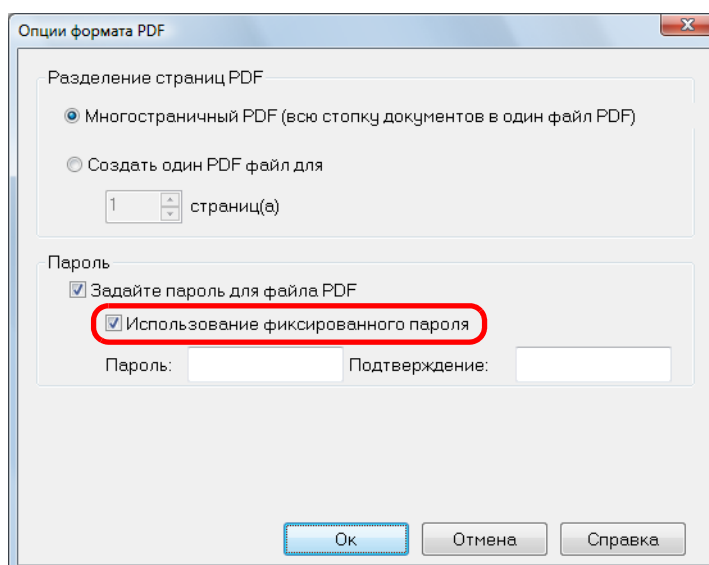 Опции формата PDF
Разделение страниц PDF
Многостраничный PDF (всю стопку документов в один файл PDF)
Создать один PDF файл для
1 страниц(а)
Пароль
Задайте пароль для файла PDF
Использование фиксированного пароля
Пароль: Подтверждение:
Ок Отмена Справка